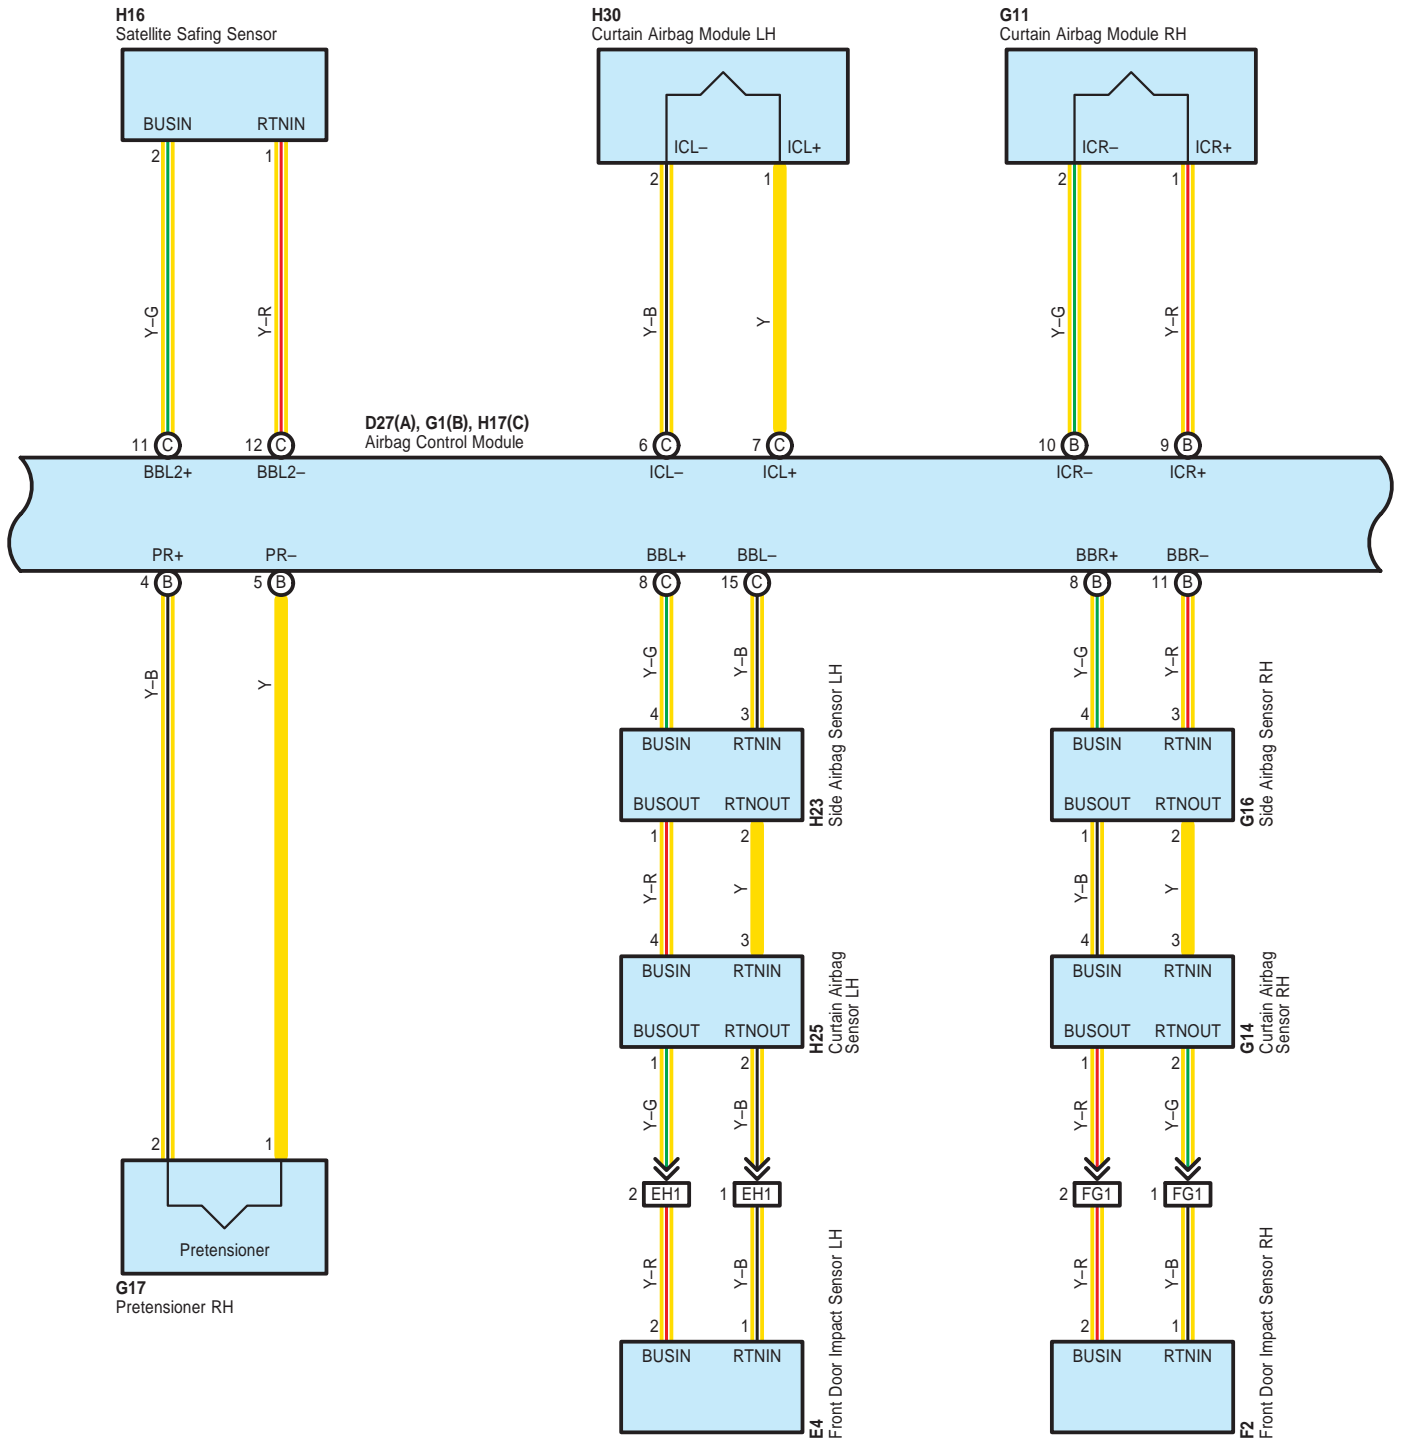 H16
Satellite Safing Sensor
BUSIN RTNIN
2 1
Y–G Y–R
H30
Curtain Airbag Module LH
ICL– ICL+
2 1
Y–B Y
G11
Curtain Airbag Module RH
ICR– ICR+
2 1
Y–G Y–R
D27(A), G1(B), H17(C)
Airbag Control Module
11 C 12 C 6 C 7 C 10 B 9 B
BBL2+ BBL2– ICL– ICL+ ICR– ICR+
PR+ PR– BBL+ BBL– BBR+ BBR–
4 B 5 B 8 C 15 C 8 B 11 B
Y–B Y
2 1
Pretensioner
G17
Pretensioner RH
Y–G Y–B
4 3
BUSIN RTNIN
BUSOUT RTNOUT
H23
Side Airbag Sensor LH
1 2
Y–R Y
4 3
BUSIN RTNIN
BUSOUT RTNOUT
H25
Curtain Airbag
Sensor LH
1 2
Y–G Y–B
2 EH1 1 EH1
Y–R Y–B
2 1
BUSIN RTNIN
E4
Front Door Impact Sensor LH
Y–G Y–R
4 3
BUSIN RTNIN
BUSOUT RTNOUT
G16
Side Airbag Sensor RH
1 2
Y–B Y
4 3
BUSIN RTNIN
BUSOUT RTNOUT
G14
Curtain Airbag
Sensor RH
1 2
Y–R Y–G
2 FG1 1 FG1
Y–R Y–B
2 1
BUSIN RTNIN
F2
Front Door Impact Sensor RH